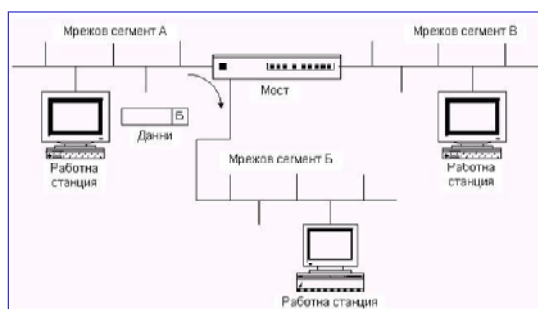 Мрежов сегмент А
Мрежов сегмент В
Мост
Б
Данни
Работна
станция
Мрежов сегмент Б
Работна
станция
Работна станция